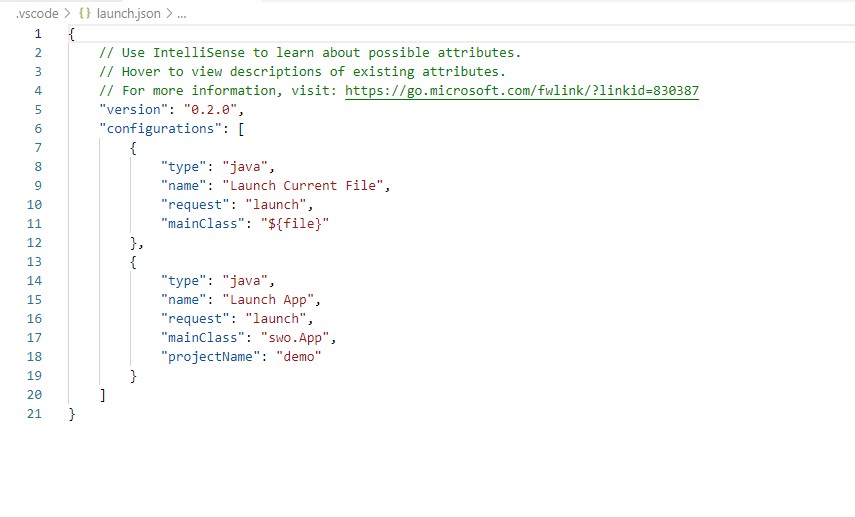 .vscode > {} launch.json > ...
1 {
2 // Use IntelliSense to learn about possible attributes.
3 // Hover to view descriptions of existing attributes.
4 // For more information, visit: https://go.microsoft.com/fwlink/?linkid=830387
5 "version": "0.2.0",
6 "configurations": [
7 {
8 "type": "java",
9 "name": "Launch Current File",
10 "request": "launch",
11 "mainClass": "${file}"
12 },
13 {
14 "type": "java",
15 "name": "Launch App",
16 "request": "launch",
17 "mainClass": "swo.App",
18 "projectName": "demo"
19 }
20 ]
21 }